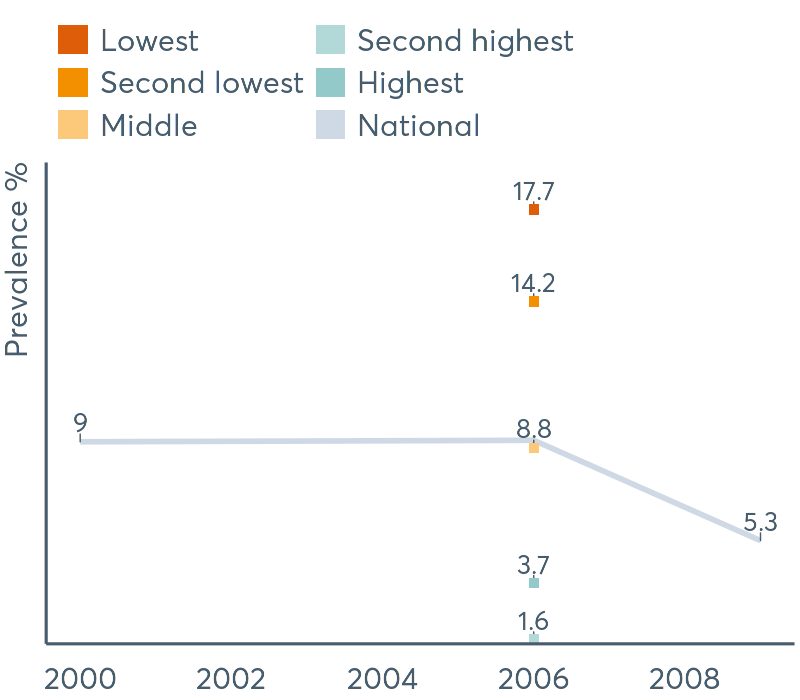 Lowest
Second lowest
Middle
Second highest
Highest
National
Prevalence %
17.7
14.2
9
8.8
5.3
3.7
1.6
2000 2002 2004 2006 2008